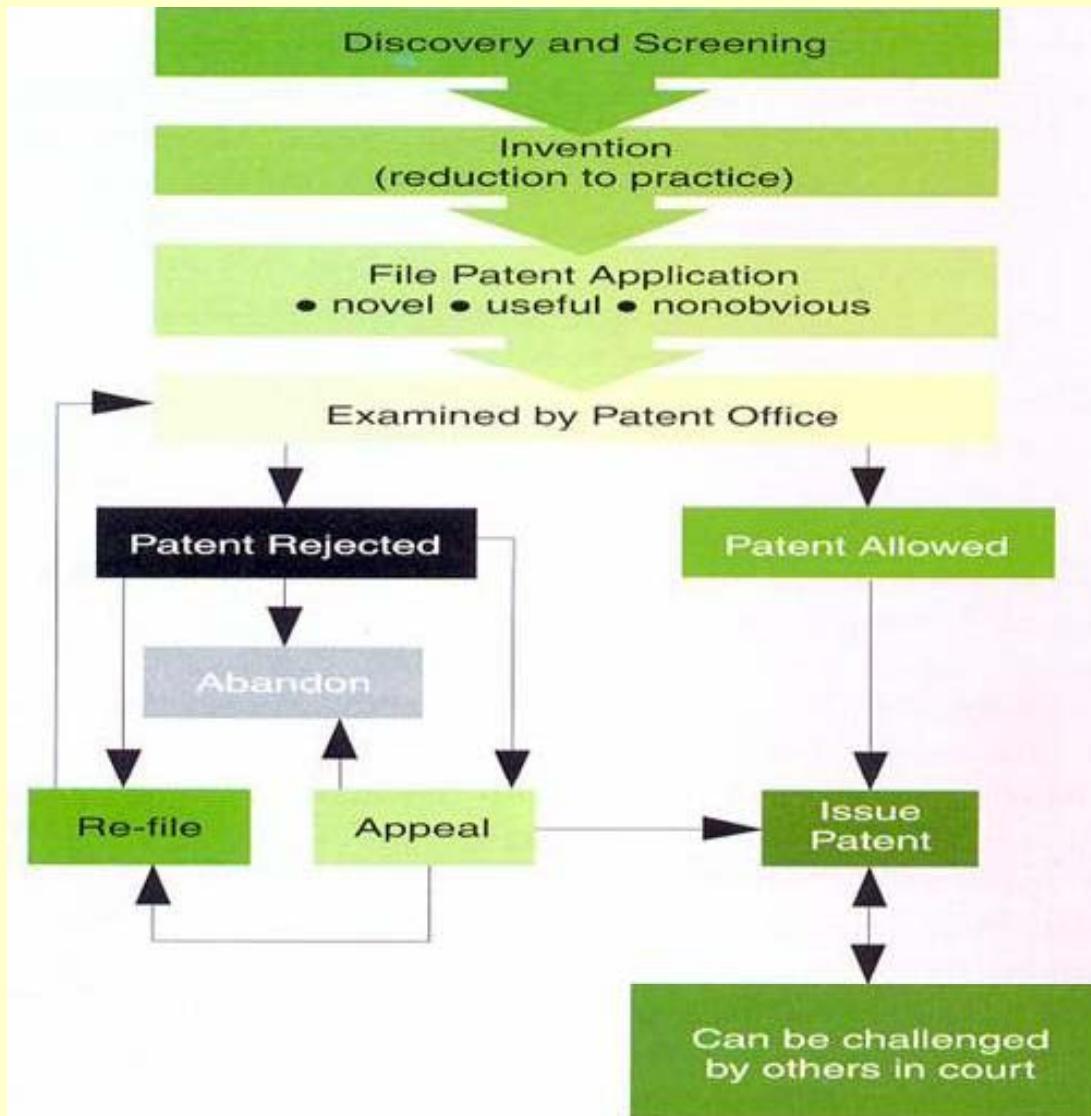 Discovery and Screening
Invention
(reduction to practice)
File Patent Application
● novel ● useful ● nonobvious
Examined by Patent Office
Patent Rejected
Patent Allowed
Abandon
Re-file
Appeal
Issue
Patent
Can be challenged
by others in court